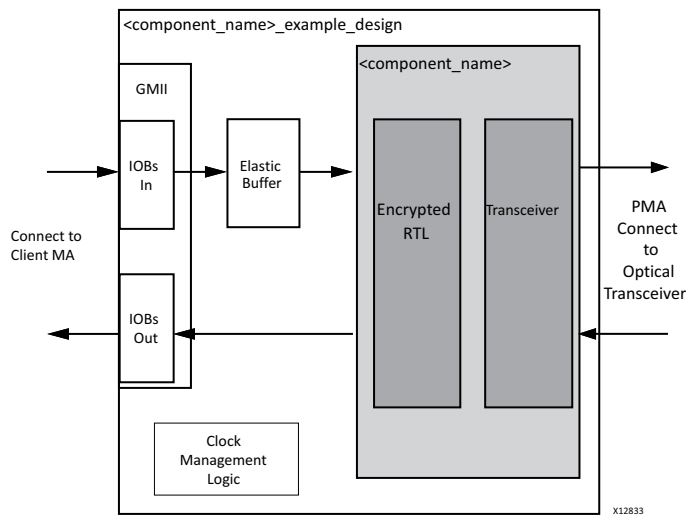 <component_name>_example_design
<component_name>
GMII
IOBs
In
Elastic
Buffer
Encrypted
RTL
Transceiver
Connect to
Client MA
PMA
Connect
to
Optical
Transceiver
IOBs
Out
Clock
Management
Logic
X12833